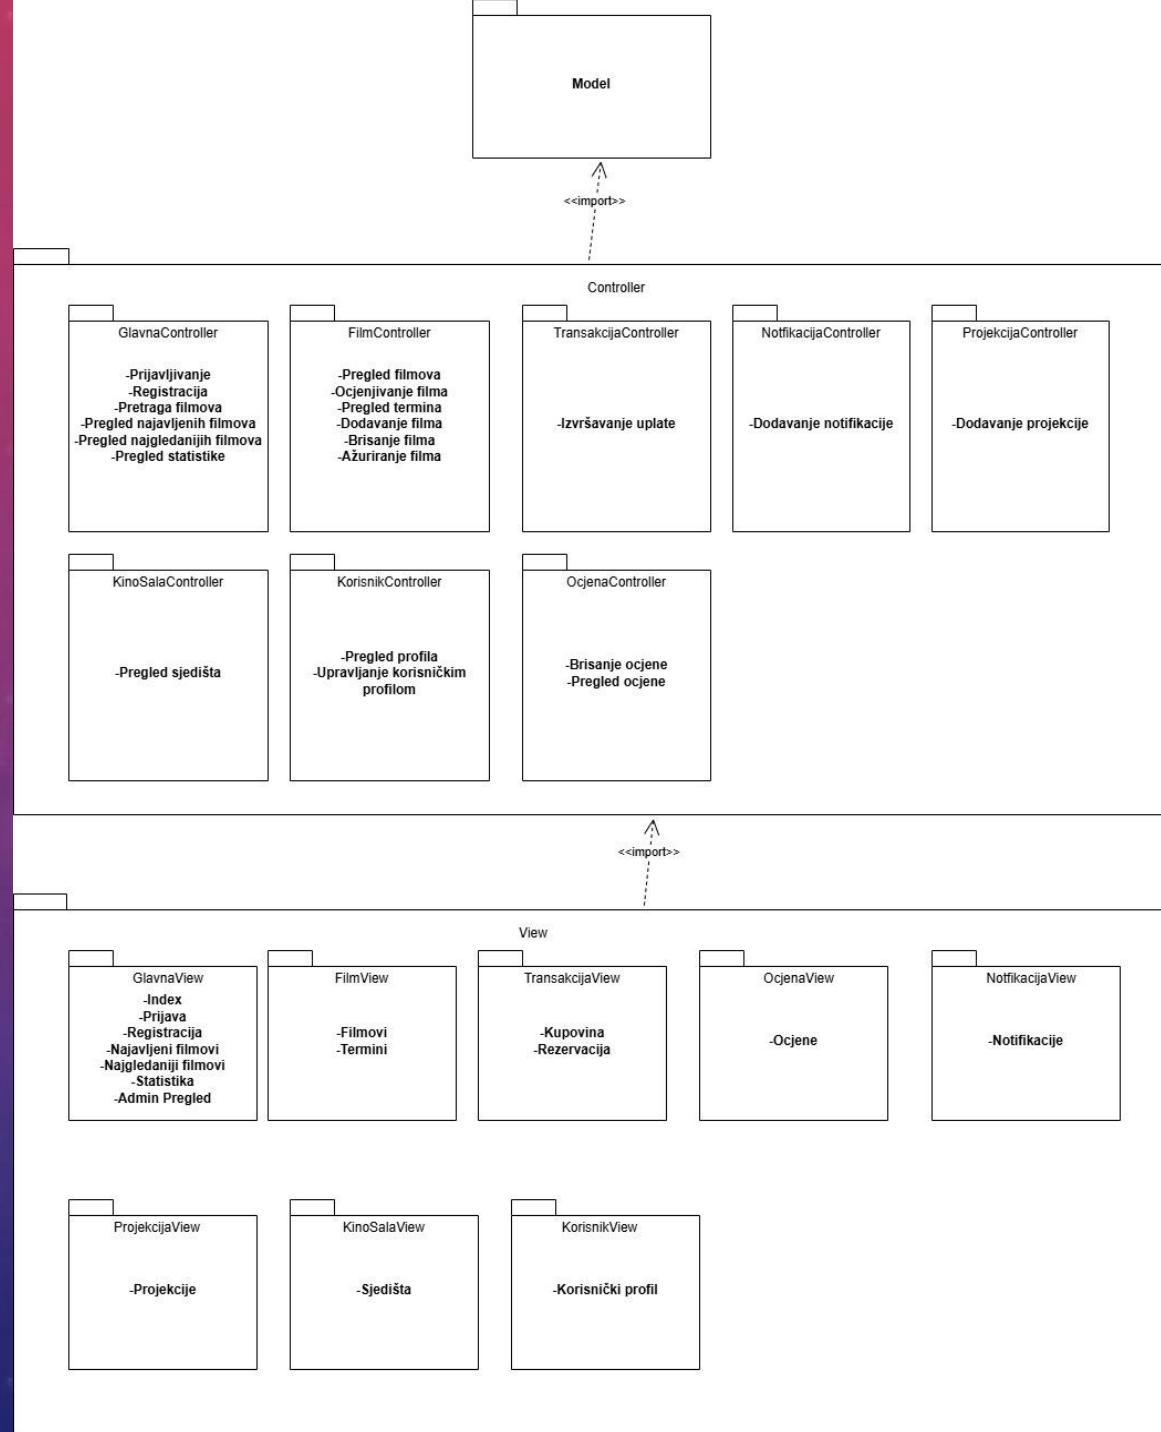 Model
<<import>>
Controller
GlavnaController
-Prijavljivanje
-Registracija
-Pretraga filmova
-Pregled najavljenih filmova
-Pregled najgledanijih filmova
-Pregled statistike
FilmController
-Pregled filmova
-Ocjenjivanje filma
-Pregled termina
-Dodavanje filma
-Brisanje filma
-Ažuriranje filma
TransakcijaController
-Izvršavanje uplate
NotfikacijaController
-Dodavanje notifikacije
ProjekcijaController
-Dodavanje projekcije
KinoSalaController
-Pregled sjedišta
KorisnikController
-Pregled profila
-Upravljanje korisničkim
profilom
OcjenaController
-Brisanje ocjene
-Pregled ocjene
<<import>>
View
GlavnaView
-Index
-Prijava
-Registracija
-Najavljeni filmovi
-Najgledaniji filmovi
-Statistika
-Admin Pregled
FilmView
-Filmovi
-Termini
TransakcijaView
-Kupovina
-Rezervacija
OcjenaView
-Ocjene
NotfikacijaView
-Notifikacije
ProjekcijaView
-Projekcije
KinoSalaView
-Sjedišta
KorisnikView
-Korisnički profil